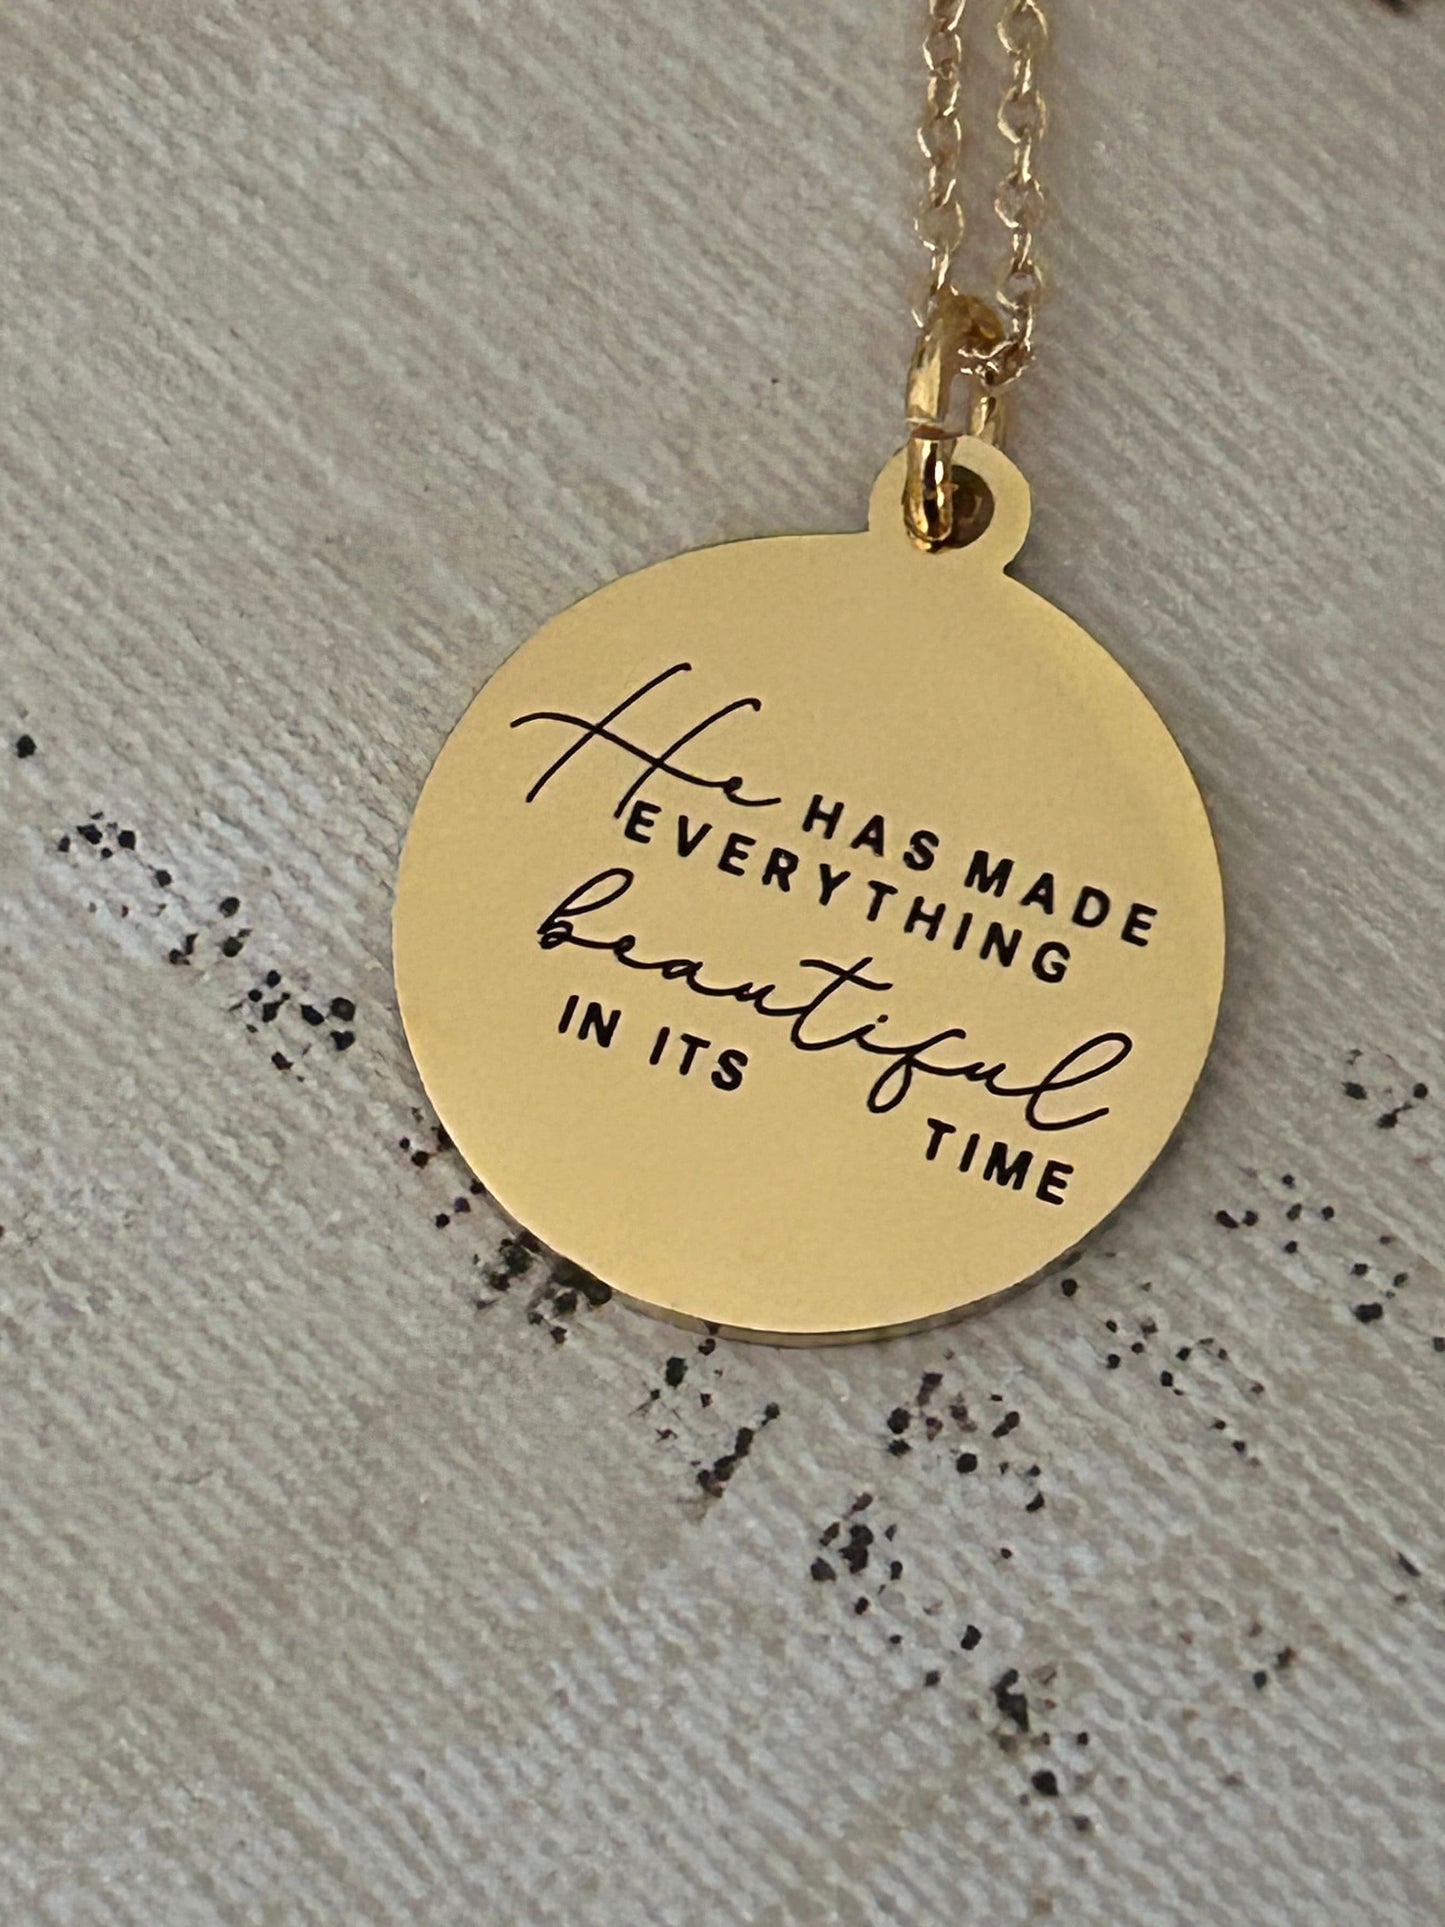 He HAS MADE
EVERYTHING
beautiful
IN ITS
TIME